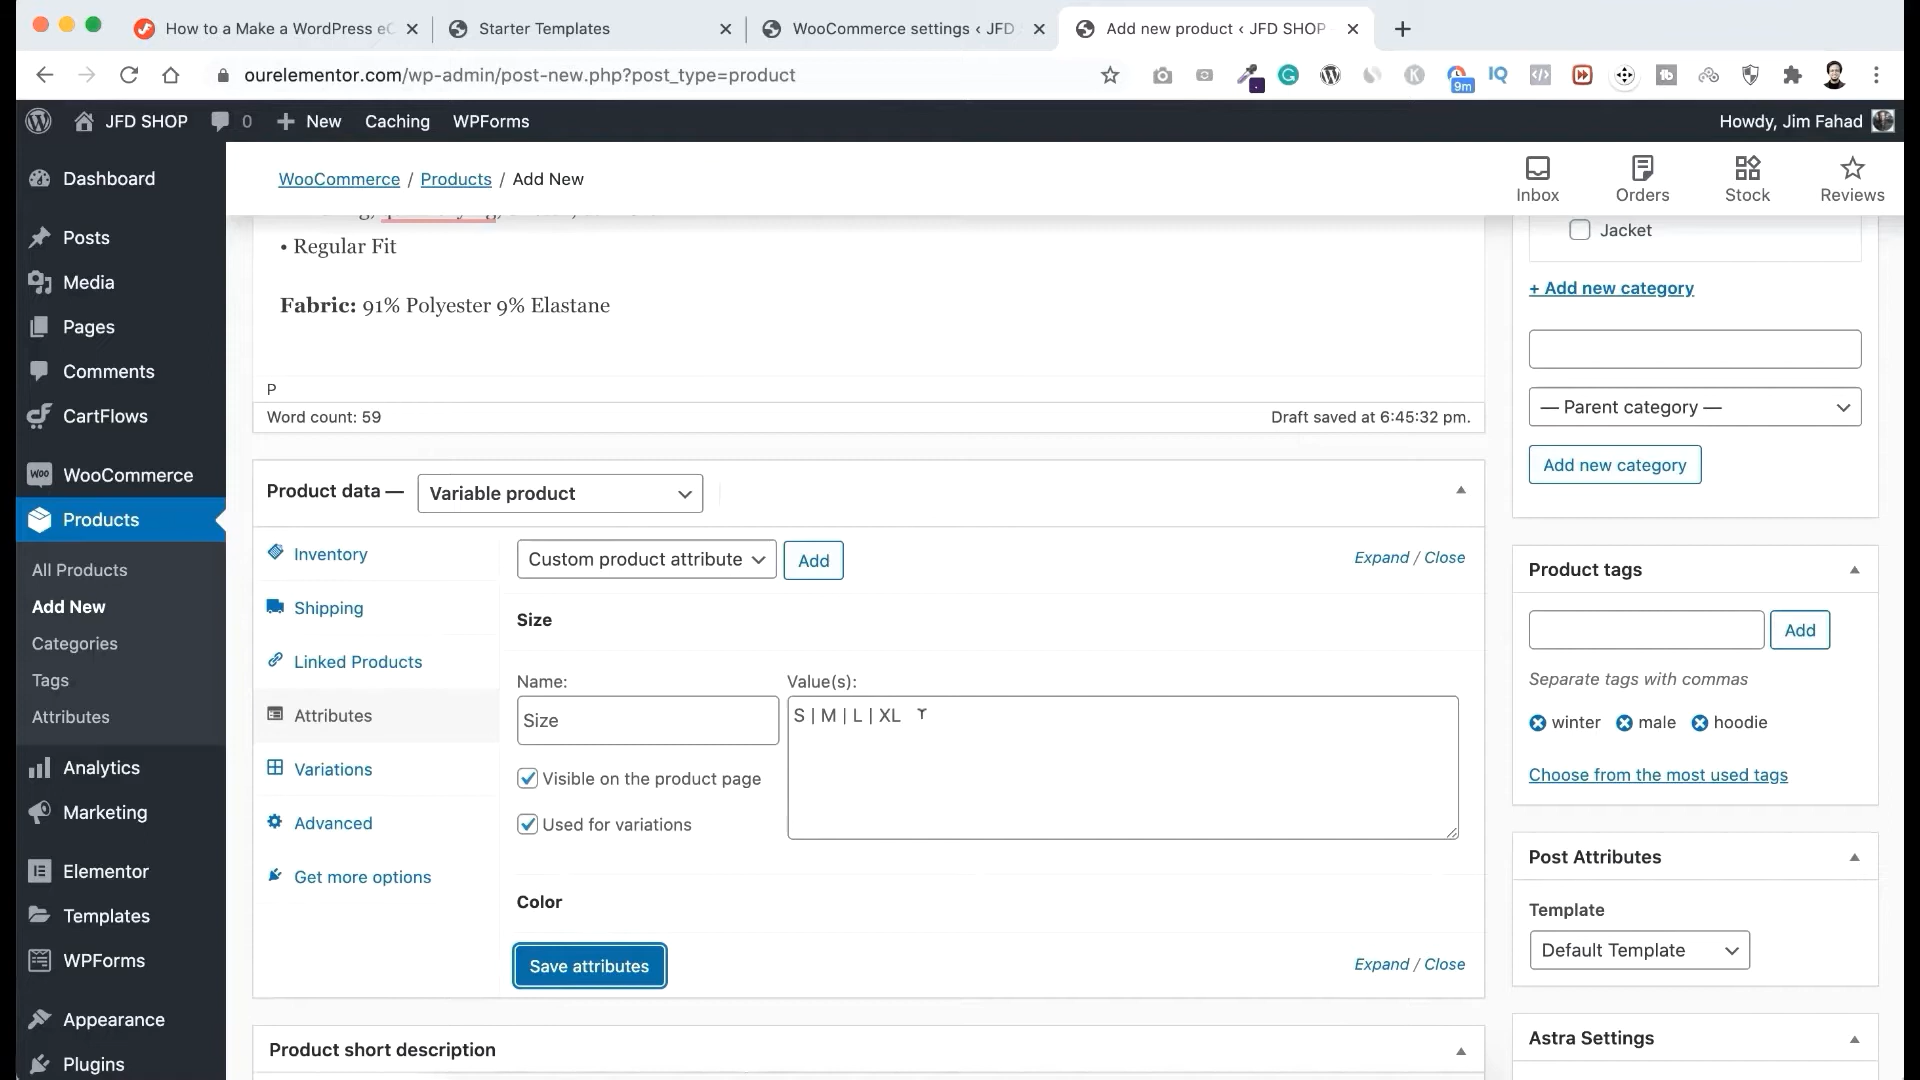 How to a Make a WordPress eC
Starter Templates
WooCommerce settings ‹ JFD
Add new product ‹ JFD SHOP
ourelementor.com/wp-admin/post-new.php?post_type=product
IQ
9m
JFD SHOP
0
New
Caching
WPForms
Howdy, Jim Fahad
Dashboard
Posts
Media
Pages
Comments
CartFlows
WooCommerce
Products
All Products
Add New
Categories
Tags
Attributes
Analytics
Marketing
Elementor
Templates
WPForms
Appearance
Plugins
WooCommerce / Products / Add New
Inbox
Orders
Stock
Reviews
• Regular Fit
Fabric: 91% Polyester 9% Elastane
P
Word count: 59
Draft saved at 6:45:32 pm.
Product data —
Variable product
Inventory
Shipping
Linked Products
Attributes
Variations
Advanced
Get more options
Custom product attribute
Add
Expand / Close
Size
Name:
Value(s):
Size
S | M | L | XL
Visible on the product page
Used for variations
Color
Save attributes
Expand / Close
Product short description
Jacket
+ Add new category
— Parent category —
Add new category
Product tags
Add
Separate tags with commas
winter
male
hoodie
Choose from the most used tags
Post Attributes
Template
Default Template
Astra Settings